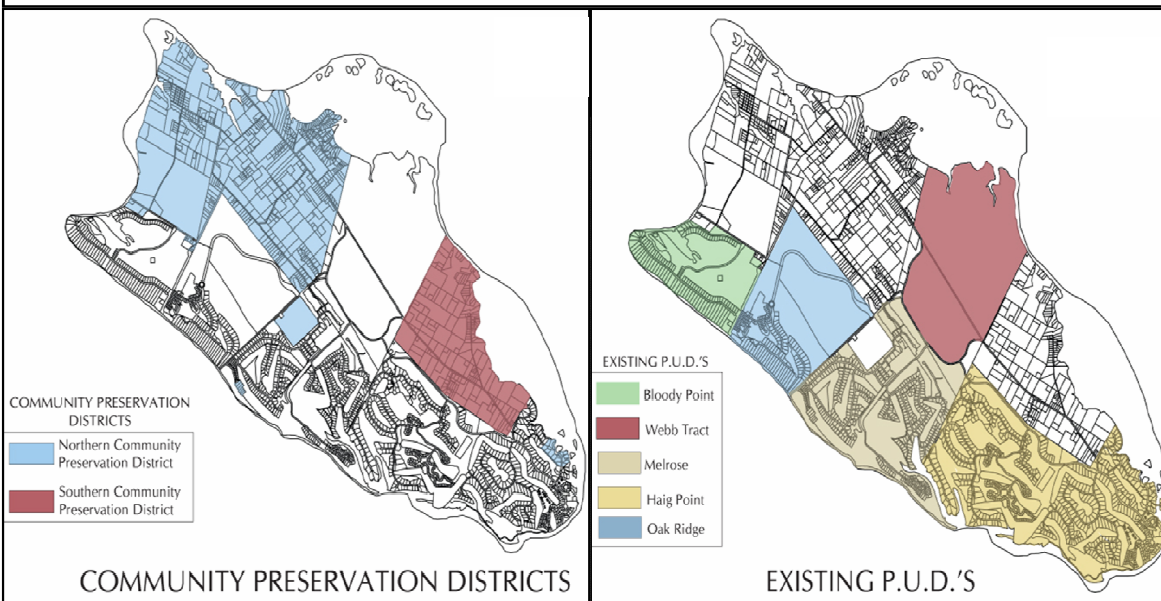 COMMUNITY PRESERVATION
DISTRICTS
Northern Community
Preservation District
Southern Community
Preservation District
COMMUNITY PRESERVATION DISTRICTS
EXISTING P.U.D.'S
Bloody Point
Webb Tract
Melrose
Haig Point
Oak Ridge
EXISTING P.U.D.'S